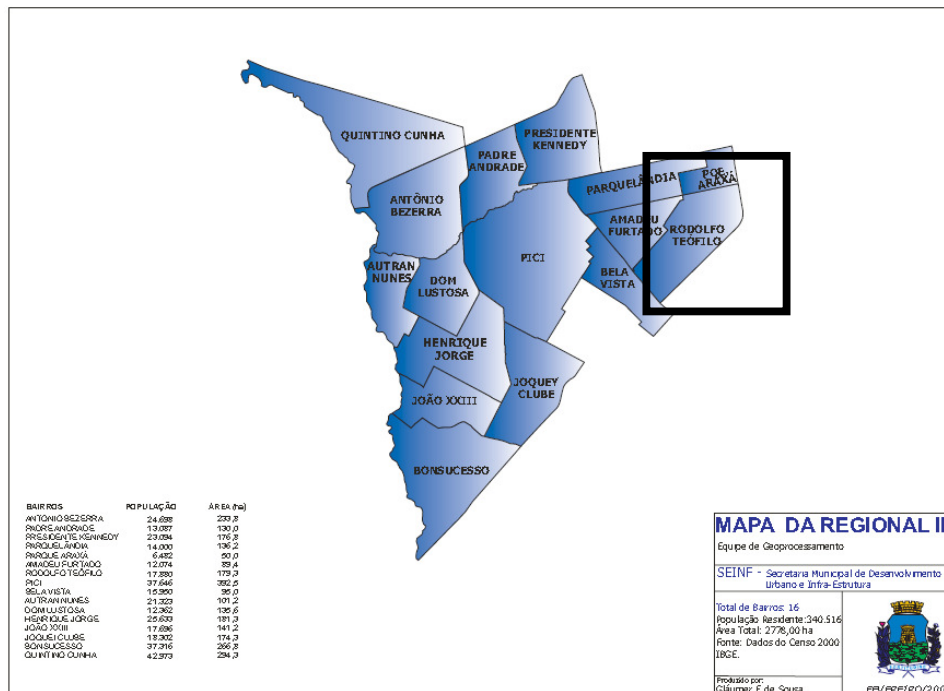 QUINTINO CUNHA
PRESIDENTE
KENNEDY
PADRE
ANDRADE
PARQUELÂNDIA
PQE.
ARAXÁ
ANTÔNIO
BEZERRA
AMADEU
FURTADO
RODOLFO
TEÓFILO
PICI
AUTRAN
NUNES
DOM
LUSTOSA
BELA
VISTA
HENRIQUE
JORGE
JOQUEY
CLUBE
JOÃO XXIII
BONSUCESSO
BAIRROS POPULAÇÃO ÁREA (ha)
ANTONIO BEZERRA 24.698 233,8
PADRE ANDRADE 13.087 130,0
PRESIDENTE KENNEDY 23.094 176,8
PARQUELÂNDIA 14.000 136,2
PARQUE ARAXÁ 6.482 50,0
AMADEU FURTADO 12.074 89,4
RODOLFO TEÓFILO 17.880 179,3
PICI 37.646 392,5
BELA VISTA 15.950 95,0
AUTRAN NUNES 21.323 101,2
DOM LUSTOSA 12.362 135,6
HENRIQUE JORGE 25.633 181,3
JOÃO XXIII 17.696 141,2
JOQUEI CLUBE 18.302 174,3
BONSUCESSO 37.316 266,8
QUINTINO CUNHA 42.973 294,3
MAPA DA REGIONAL II
Equipe de Geoprocessamento
SEINF - Secretaria Municipal de Desenvolvimento
Urbano e Infra-Estrutura
Total de Bairros: 16
População Residente:340.516
Área Total: 2778,00 ha
Fonte: Dados do Censo 2000
IBGE.
Produzido por:
Gláumer F de Sousa